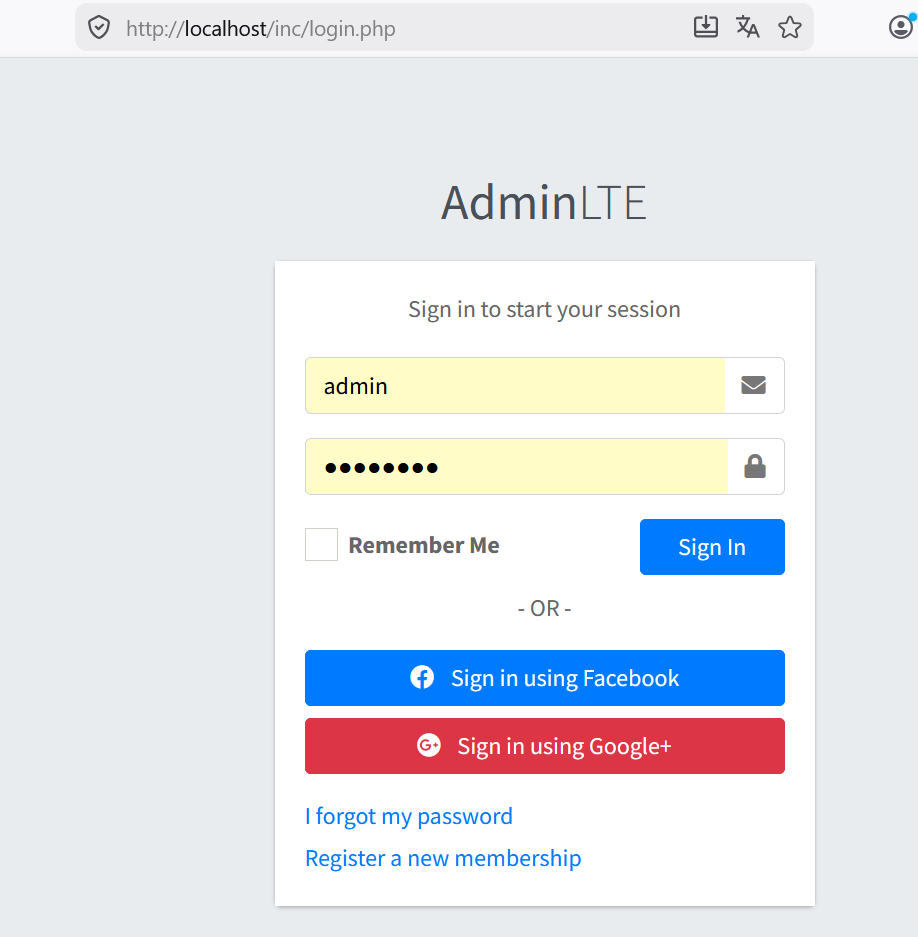 http://localhost/inc/login.php
AdminLTE
Sign in to start your session
admin
••••••••
Remember Me
Sign In
- OR -
Sign in using Facebook
Sign in using Google+
I forgot my password
Register a new membership